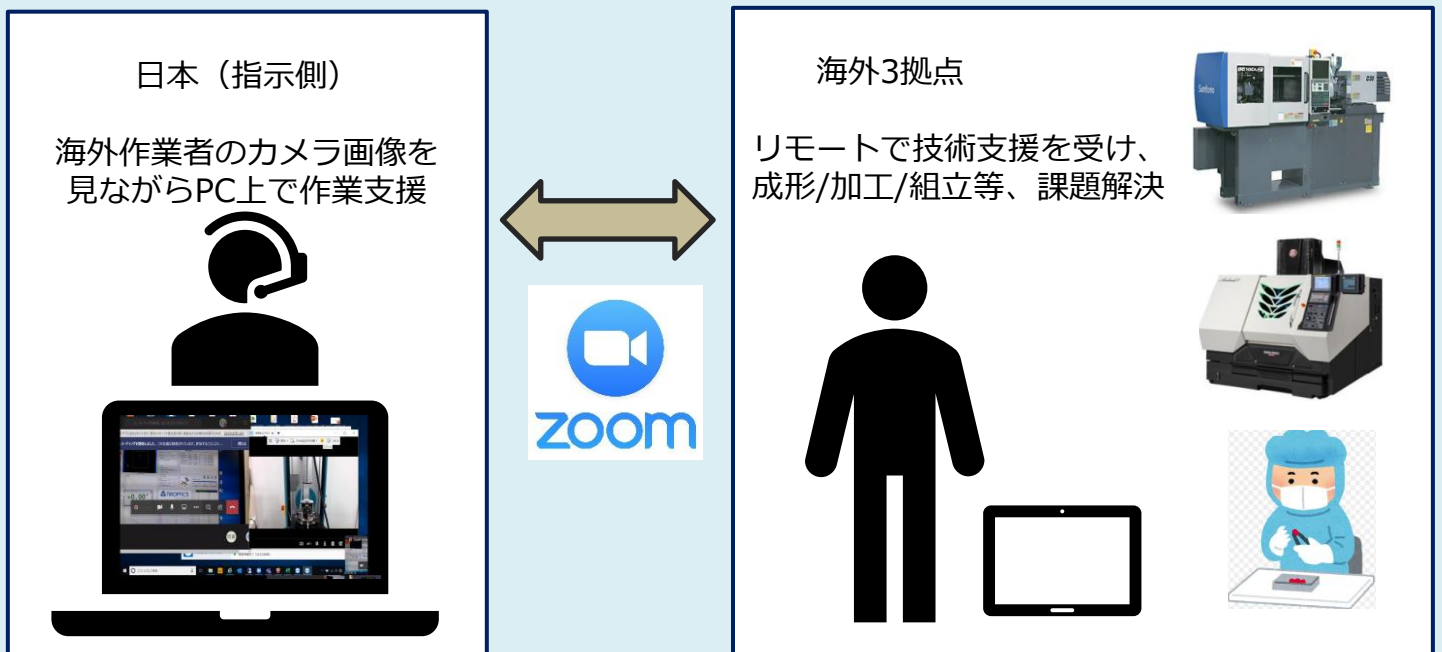 日本（指示側）
海外作業者のカメラ画像を
見ながらPC上で作業支援
zoom
海外3拠点
リモートで技術支援を受け、
成形/加工/組立等、課題解決